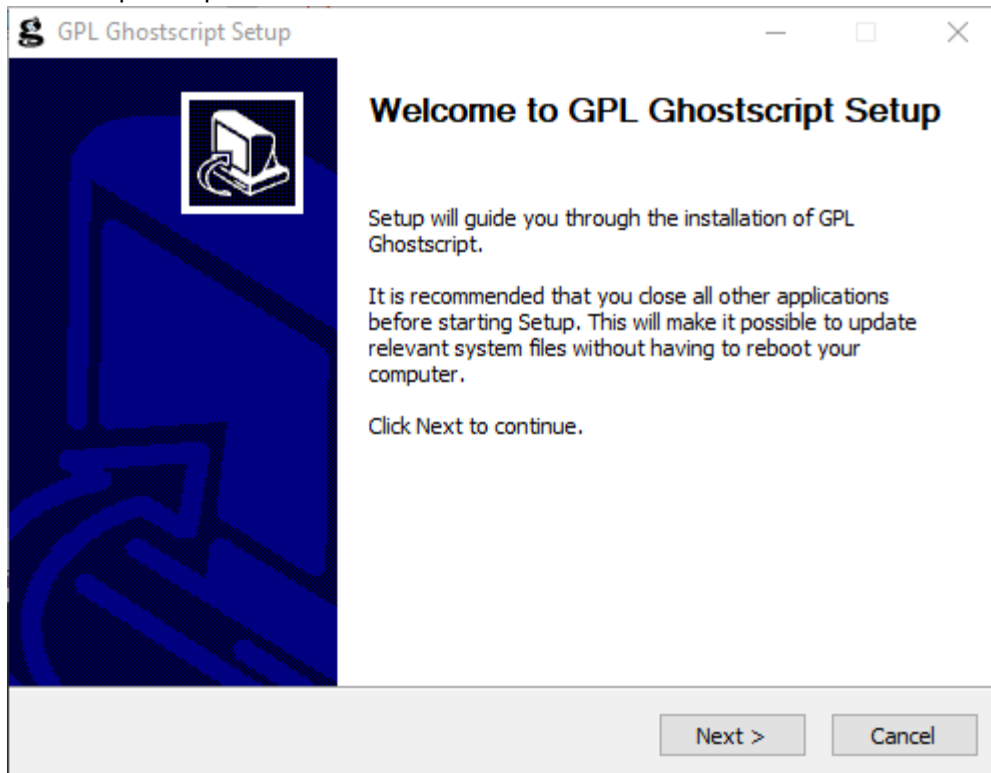 GPL Ghostscript Setup
Welcome to GPL Ghostscript Setup
Setup will guide you through the installation of GPL
Ghostscript.
It is recommended that you close all other applications
before starting Setup. This will make it possible to update
relevant system files without having to reboot your
computer.
Click Next to continue.
Next >
Cancel